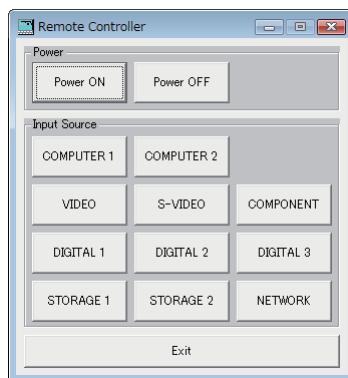 Remote Controller
Power
Power ON Power OFF
Input Source
COMPUTER 1 COMPUTER 2
VIDEO S-VIDEO COMPONENT
DIGITAL 1 DIGITAL 2 DIGITAL 3
STORAGE 1 STORAGE 2 NETWORK
Exit